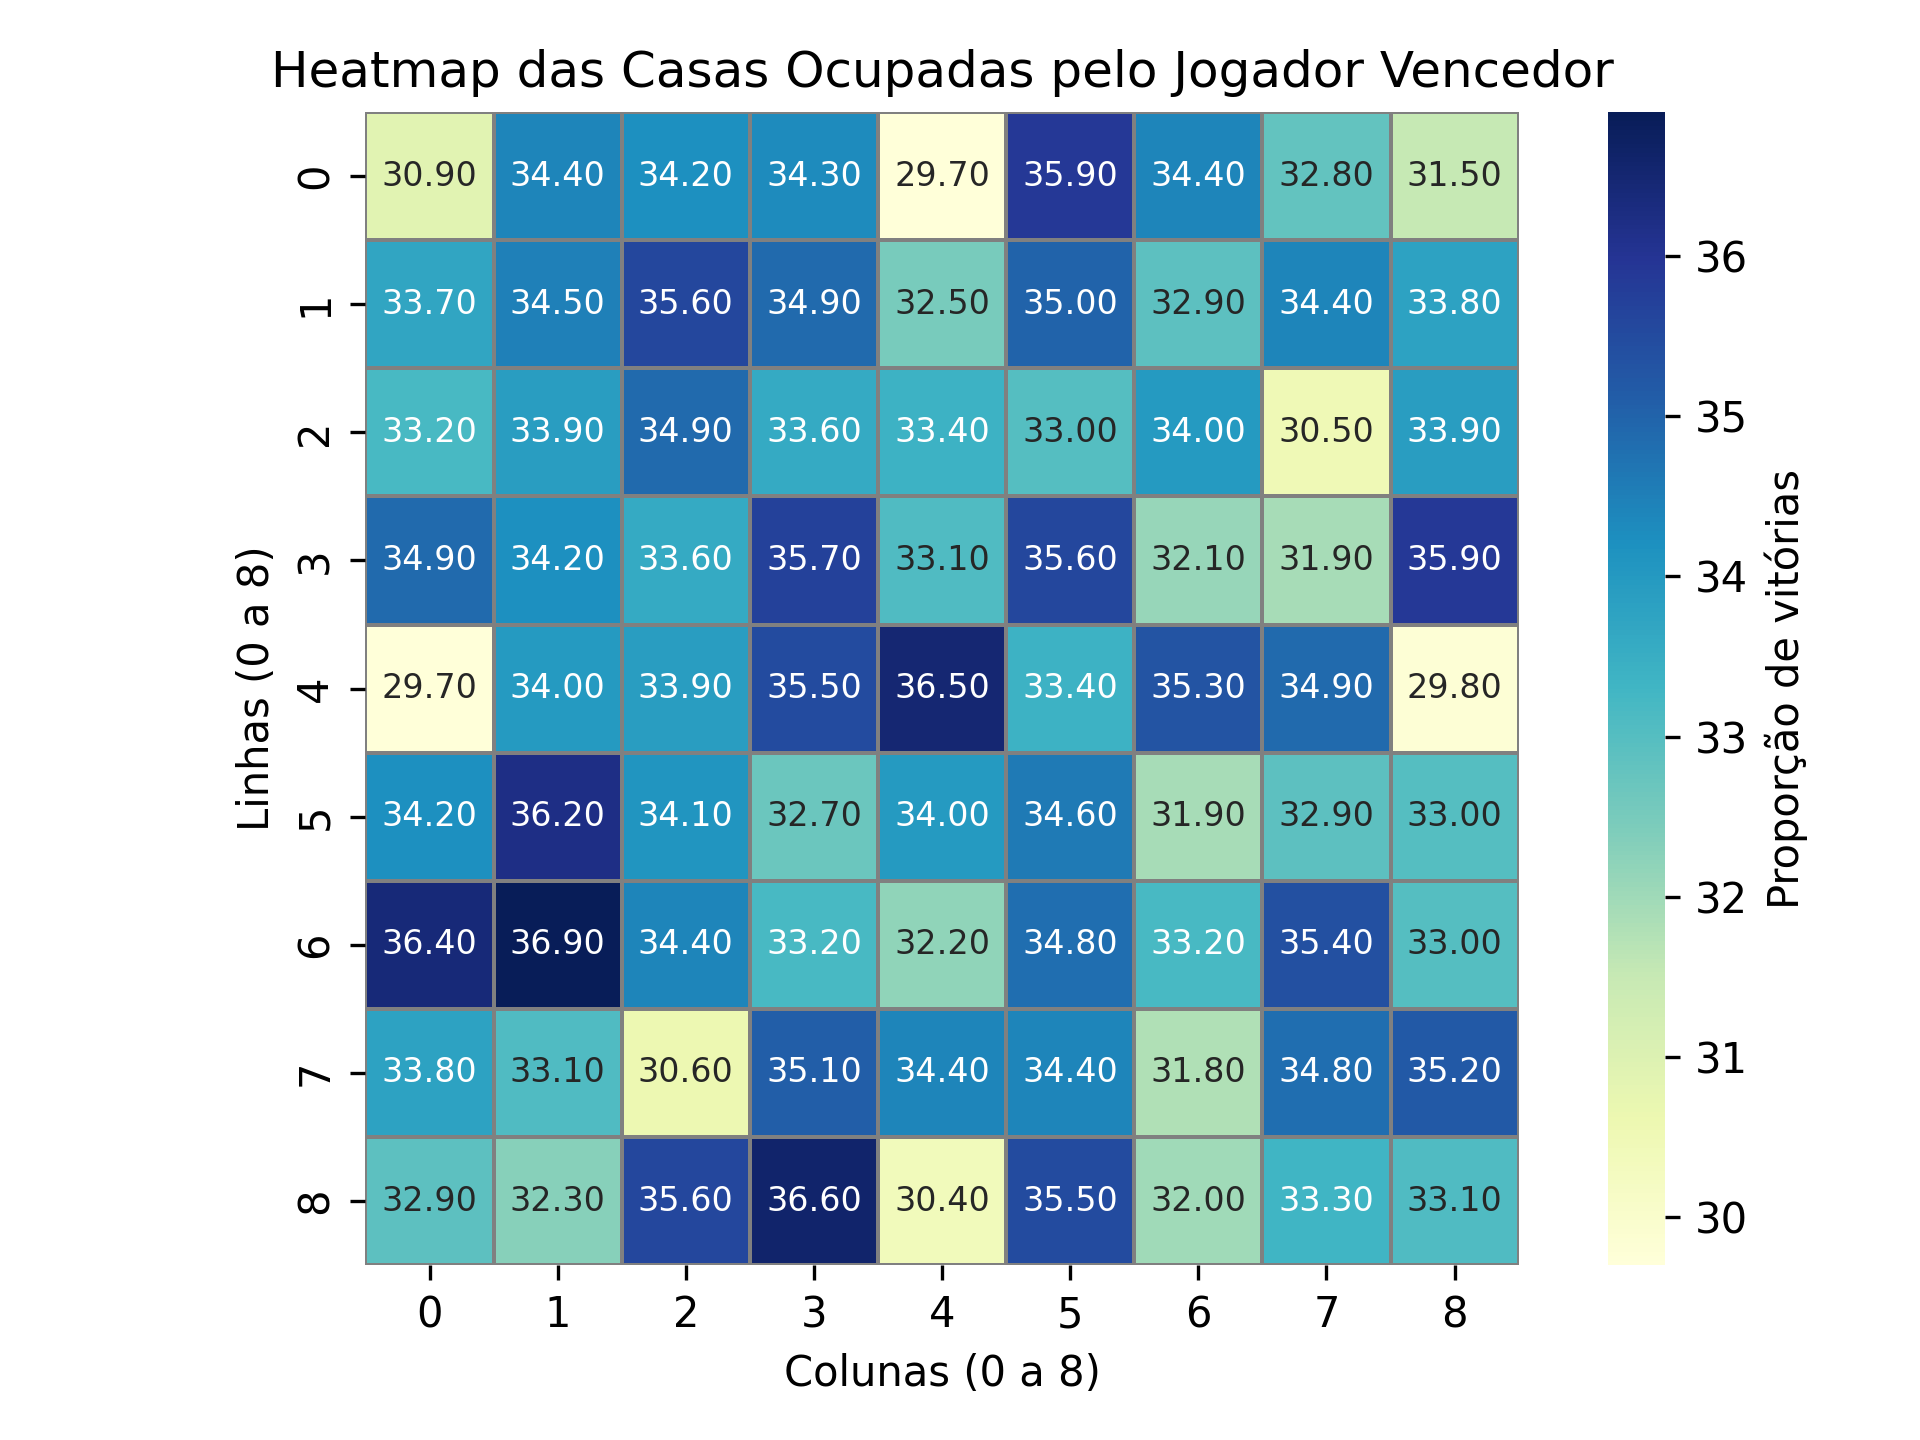 Heatmap das Casas Ocupadas pelo Jogador Vencedor
0 30.90 34.40 34.20 34.30 29.70 35.90 34.40 32.80 31.50
1 33.70 34.50 35.60 34.90 32.50 35.00 32.90 34.40 33.80
2 33.20 33.90 34.90 33.60 33.40 33.00 34.00 30.50 33.90
3 34.90 34.20 33.60 35.70 33.10 35.60 32.10 31.90 35.90
4 29.70 34.00 33.90 35.50 36.50 33.40 35.30 34.90 29.80
5 34.20 36.20 34.10 32.70 34.00 34.60 31.90 32.90 33.00
6 36.40 36.90 34.40 33.20 32.20 34.80 33.20 35.40 33.00
7 33.80 33.10 30.60 35.10 34.40 34.40 31.80 34.80 35.20
8 32.90 32.30 35.60 36.60 30.40 35.50 32.00 33.30 33.10
0 1 2 3 4 5 6 7 8
Colunas (0 a 8)
Linhas (0 a 8)
36
35
34
33
32
31
30
Proporção de vitórias